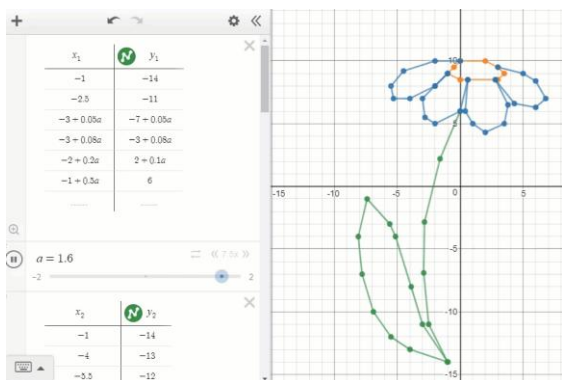 x₁ y₁
−1 −14
−2.5 −11
−3 + 0.05a −7 + 0.05a
−3 + 0.08a −3 + 0.08a
−2 + 0.2a 2 + 0.1a
−1 + 0.5a 6
a = 1.6
−2 2
x₂ y₂
−1 −14
−4 −13
−5.5 −12
10
5
−15 −10 −5 0 5
−5
−10
−15